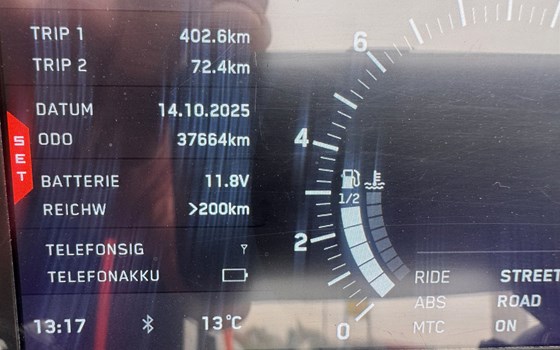 TRIP 1 402.6km
TRIP 2 72.4km
DATUM 14.10.2025
ODO 37664km
BATTERIE 11.8V
REICHW >200km
TELEFONSIG
TELEFONAKKU
13:17 13°C
SET
6
4
2
0
1/2
RIDE STREET
ABS ROAD
MTC ON